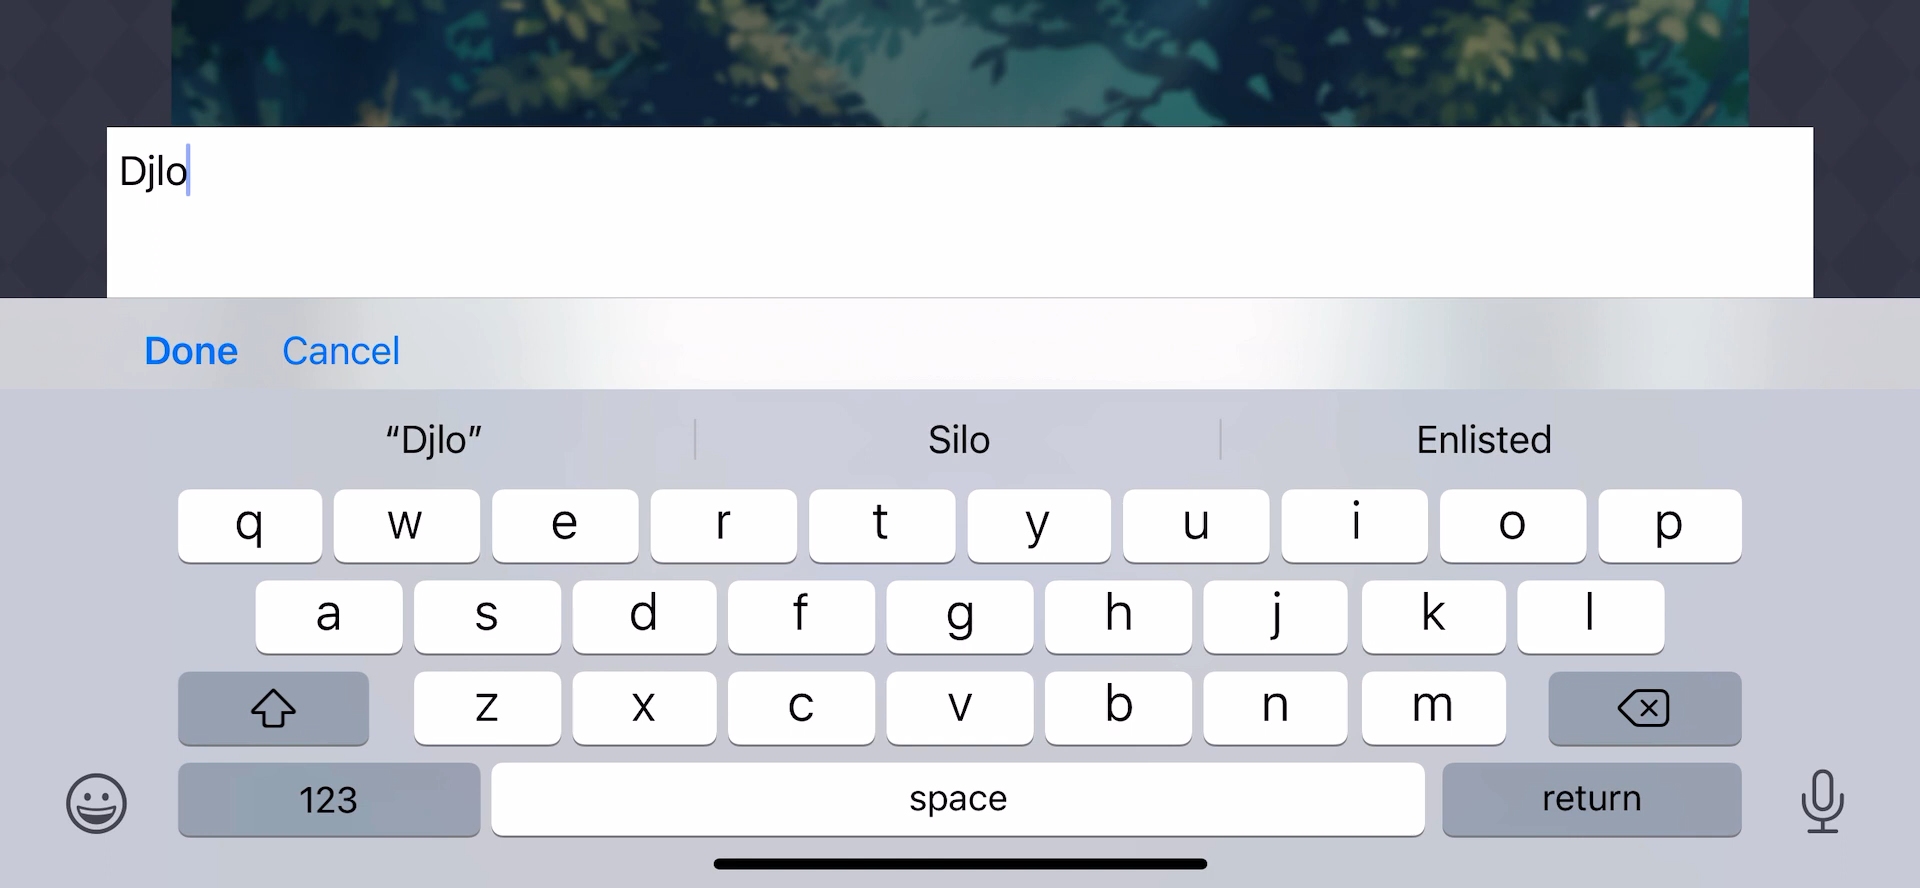 Djlo
Done Cancel
“Djlo” Silo Enlisted
q w e r t y u i o p
a s d f g h j k l
z x c v b n m
123 space return